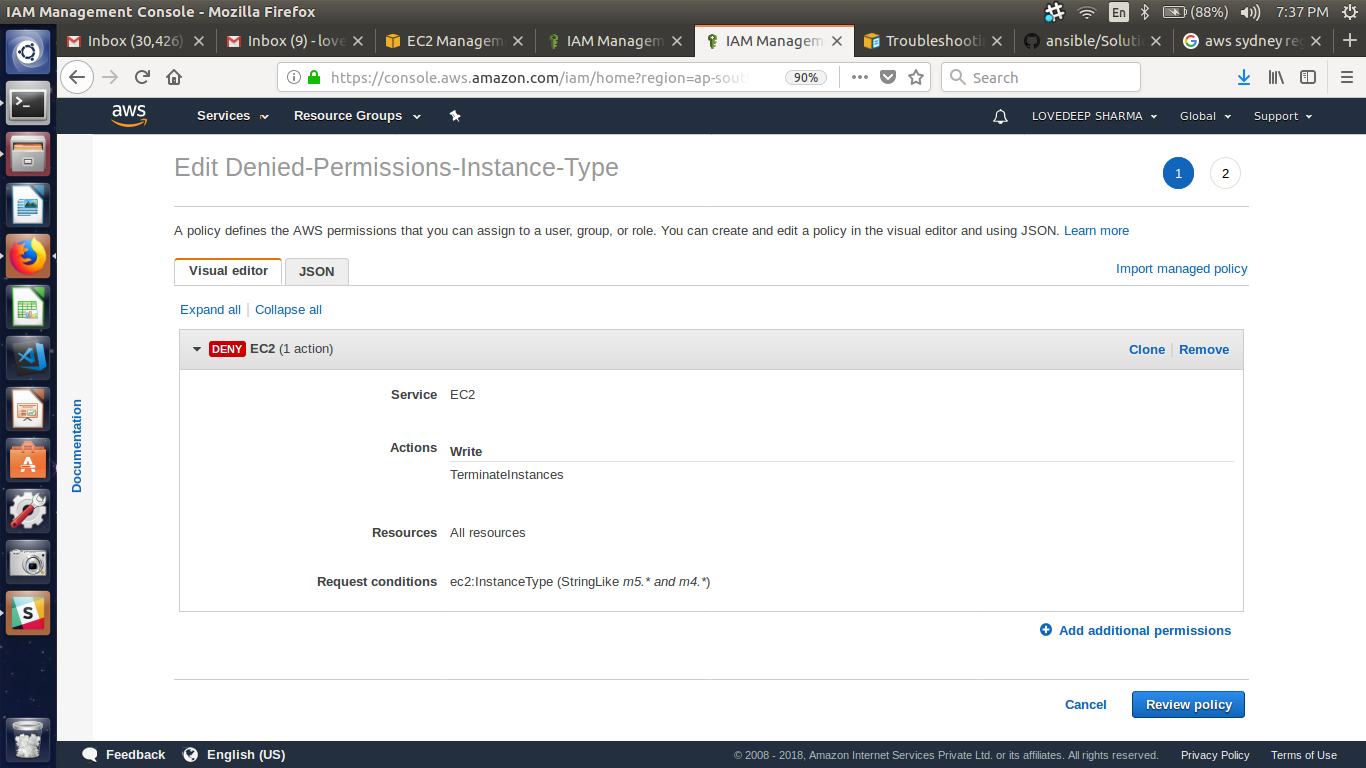 IAM Management Console - Mozilla Firefox
En
(88%)
7:37 PM
Inbox (30,426)
Inbox (9) - love
EC2 Managem
IAM Managem
IAM Managem
Troubleshootin
ansible/Soluti
aws sydney re
90%
https://console.aws.amazon.com/iam/home?region=ap-sout
Search
aws
Services
Resource Groups
LOVEDEEP SHARMA
Global
Support
Edit Denied-Permissions-Instance-Type
1
2
A policy defines the AWS permissions that you can assign to a user, group, or role. You can create and edit a policy in the visual editor and using JSON. Learn more
Visual editor
JSON
Import managed policy
Expand all
Collapse all
DENY EC2 (1 action)
Clone
Remove
Service
EC2
Actions
Write
TerminateInstances
Resources
All resources
Request conditions
ec2:InstanceType (StringLike m5.* and m4.*)
Add additional permissions
Documentation
Cancel
Review policy
Feedback
English (US)
© 2008 - 2018, Amazon Internet Services Private Ltd. or its affiliates. All rights reserved.
Privacy Policy
Terms of Use